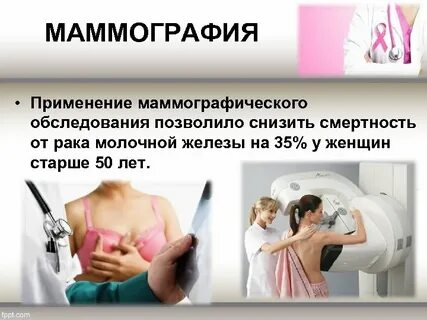 МАММОГРАФИЯ
• Применение маммографического
обследования позволило снизить смертность
от рака молочной железы на 35% у женщин
старше 50 лет.
fppt.com